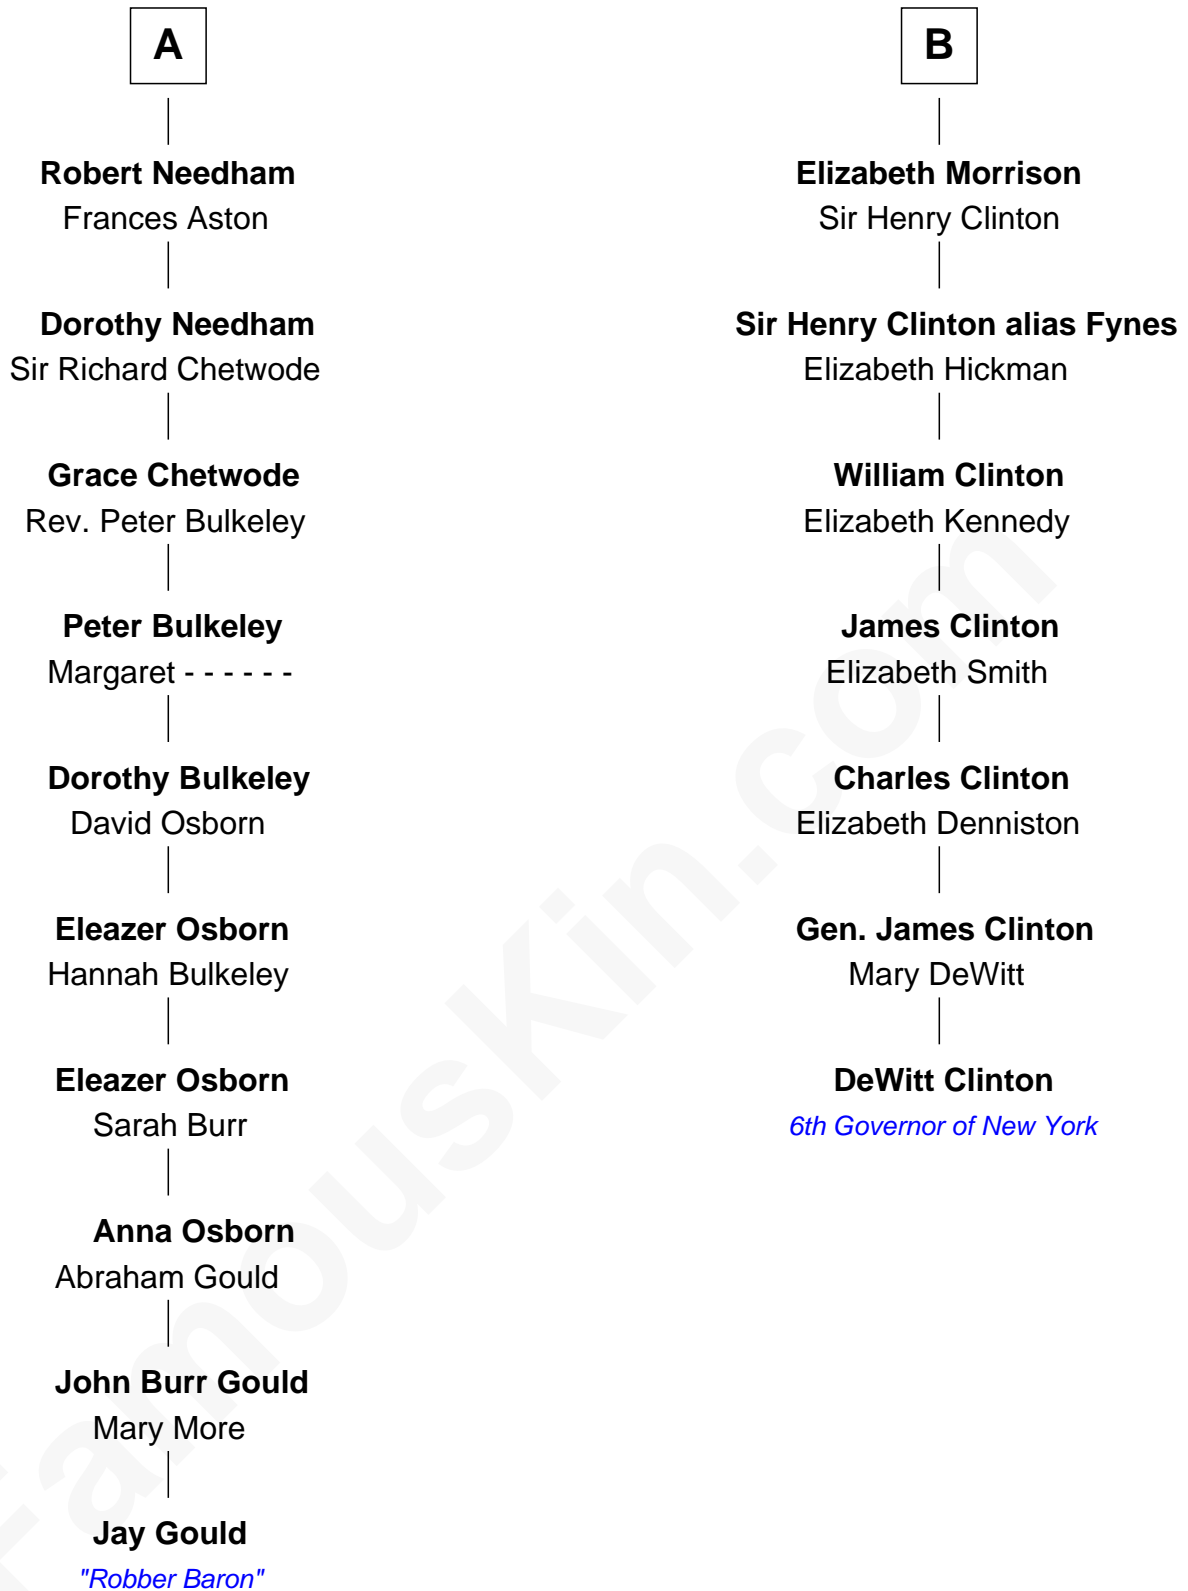 A
Robert Needham
Frances Aston
Dorothy Needham
Sir Richard Chetwode
Grace Chetwode
Rev. Peter Bulkeley
Peter Bulkeley
Margaret - - - - - -
Dorothy Bulkeley
David Osborn
Eleazer Osborn
Hannah Bulkeley
Eleazer Osborn
Sarah Burr
Anna Osborn
Abraham Gould
John Burr Gould
Mary More
Jay Gould
"Robber Baron"
B
Elizabeth Morrison
Sir Henry Clinton
Sir Henry Clinton alias Fynes
Elizabeth Hickman
William Clinton
Elizabeth Kennedy
James Clinton
Elizabeth Smith
Charles Clinton
Elizabeth Denniston
Gen. James Clinton
Mary DeWitt
DeWitt Clinton
6th Governor of New York
FamousKin.com